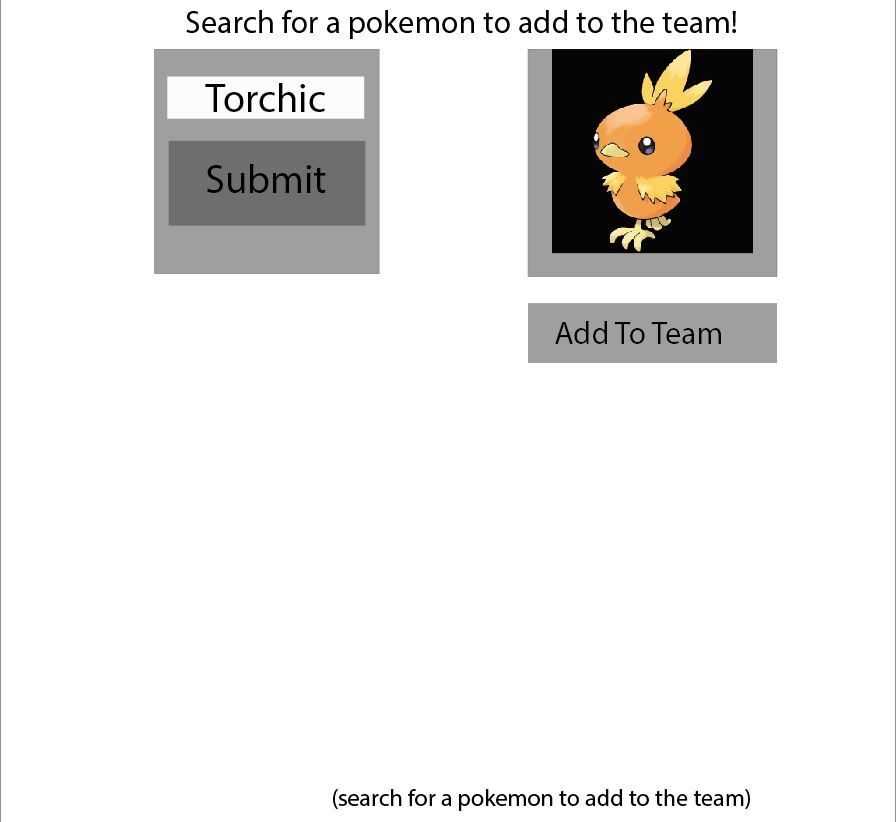 Search for a pokemon to add to the team!
Torchic
Submit
Add To Team
(search for a pokemon to add to the team)